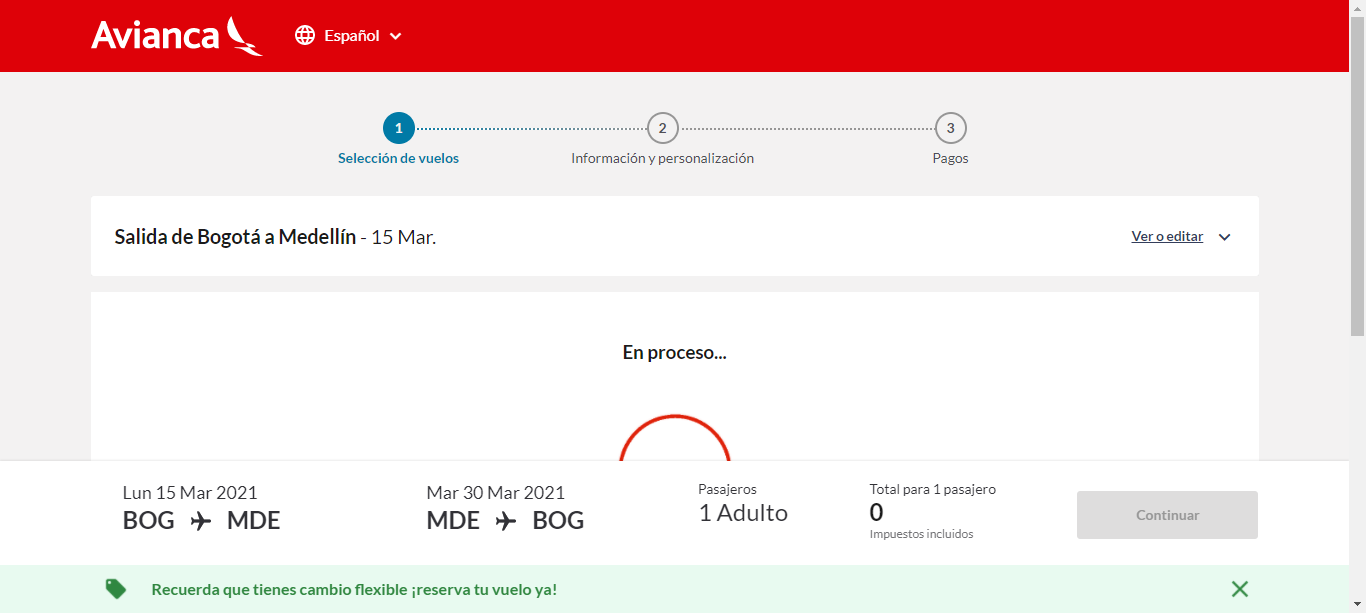 Avianca
Español
1
2
3
Selección de vuelos
Información y personalización
Pagos
Salida de Bogotá a Medellín - 15 Mar.
Ver o editar
En proceso...
Lun 15 Mar 2021
BOG MDE
Mar 30 Mar 2021
MDE BOG
Pasajeros
1 Adulto
Total para 1 pasajero
0
Impuestos incluidos
Continuar
Recuerda que tienes cambio flexible ¡reserva tu vuelo ya!